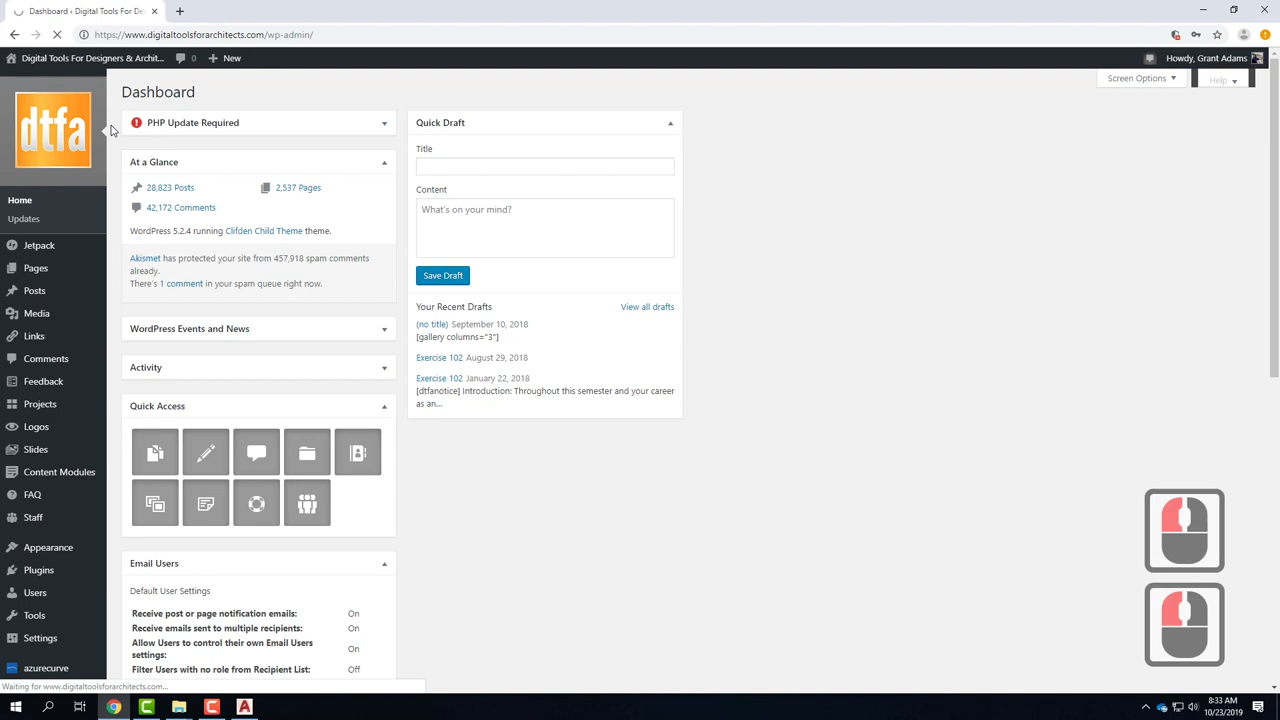 Dashboard ‹ Digital Tools For De
https://www.digitaltoolsforarchitects.com/wp-admin/
Digital Tools For Designers & Archit...
0
New
Howdy, Grant Adams
dtfa
Screen Options
Help
Dashboard
Home
Updates
Jetpack
Pages
Posts
Media
Links
Comments
Feedback
Projects
Logos
Slides
Content Modules
FAQ
Staff
Appearance
Plugins
Users
Tools
Settings
azurecurve
PHP Update Required
At a Glance
28,823 Posts
2,537 Pages
42,172 Comments
WordPress 5.2.4 running Clifden Child Theme theme.
Akismet has protected your site from 457,918 spam comments
already.
There's 1 comment in your spam queue right now.
WordPress Events and News
Activity
Quick Access
Email Users
Default User Settings
Receive post or page notification emails: On
Receive emails sent to multiple recipients: On
Allow Users to control their own Email Users
settings: On
Filter Users with no role from Recipient List: Off
Quick Draft
Title
Content
What's on your mind?
Save Draft
Your Recent Drafts
View all drafts
(no title) September 10, 2018
[gallery columns="3"]
Exercise 102 August 29, 2018
Exercise 102 January 22, 2018
[dtfanotice] Introduction: Throughout this semester and your career
as an...
Waiting for www.digitaltoolsforarchitects.com...
8:33 AM
10/23/2019